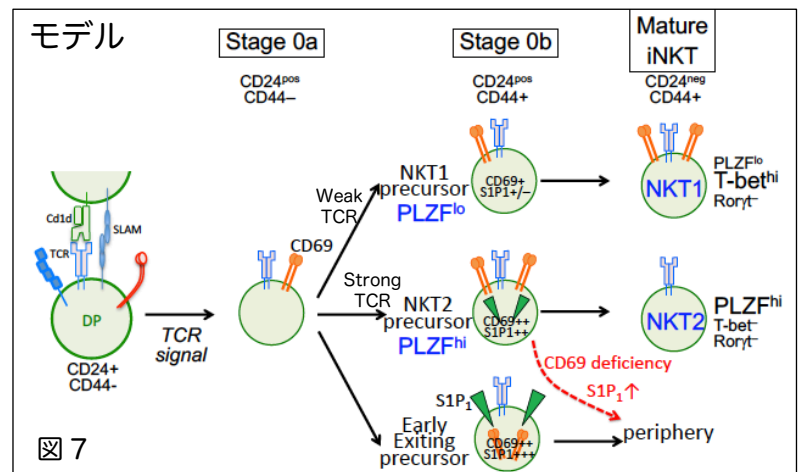 モデル
Stage 0a
CD24pos
CD44–
Stage 0b
CD24pos
CD44+
Mature
iNKT
CD24neg
CD44+
Cd1d
TCR
SLAM
DP
CD24+
CD44-
TCR
signal
CD69
Weak
TCR
NKT1
precursor
PLZFlo
CD69+
S1P1+/–
NKT1
PLZFlo
T-bethi
Rorγt–
Strong
TCR
NKT2
precursor
PLZFhi
CD69++
S1P1++
NKT2
PLZFhi
T-bet–
Rorγt–
CD69 deficiency
S1P1↑
S1P1
Early
Exiting
precursor
CD69++
S1P1+++
periphery
図 7